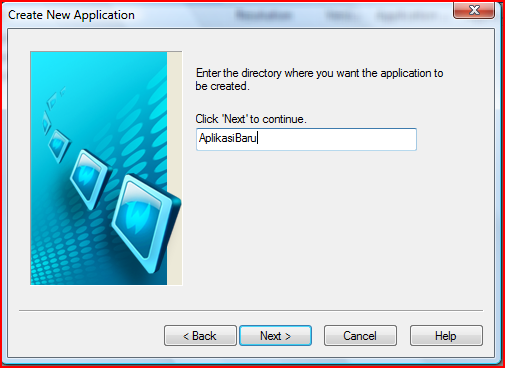 Create New Application
Enter the directory where you want the application to
be created.
Click 'Next' to continue.
AplikasiBaru
< Back
Next >
Cancel
Help